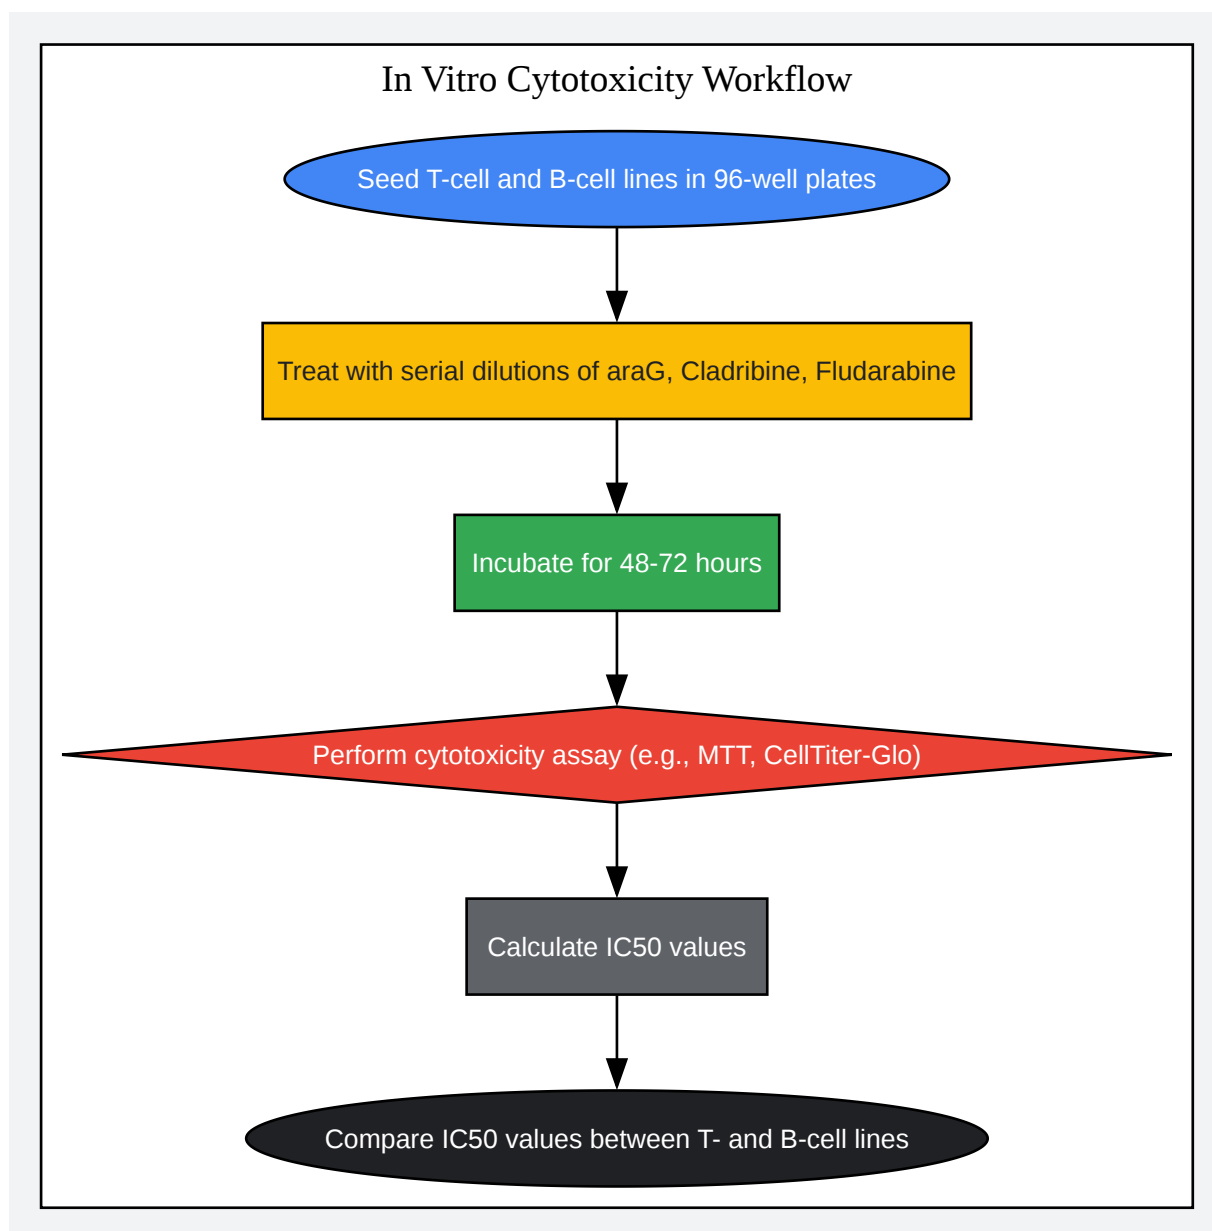 In Vitro Cytotoxicity Workflow
Seed T-cell and B-cell lines in 96-well plates
Treat with serial dilutions of araG, Cladribine, Fludarabine
Incubate for 48-72 hours
Perform cytotoxicity assay (e.g., MTT, CellTiter-Glo)
Calculate IC50 values
Compare IC50 values between T- and B-cell lines